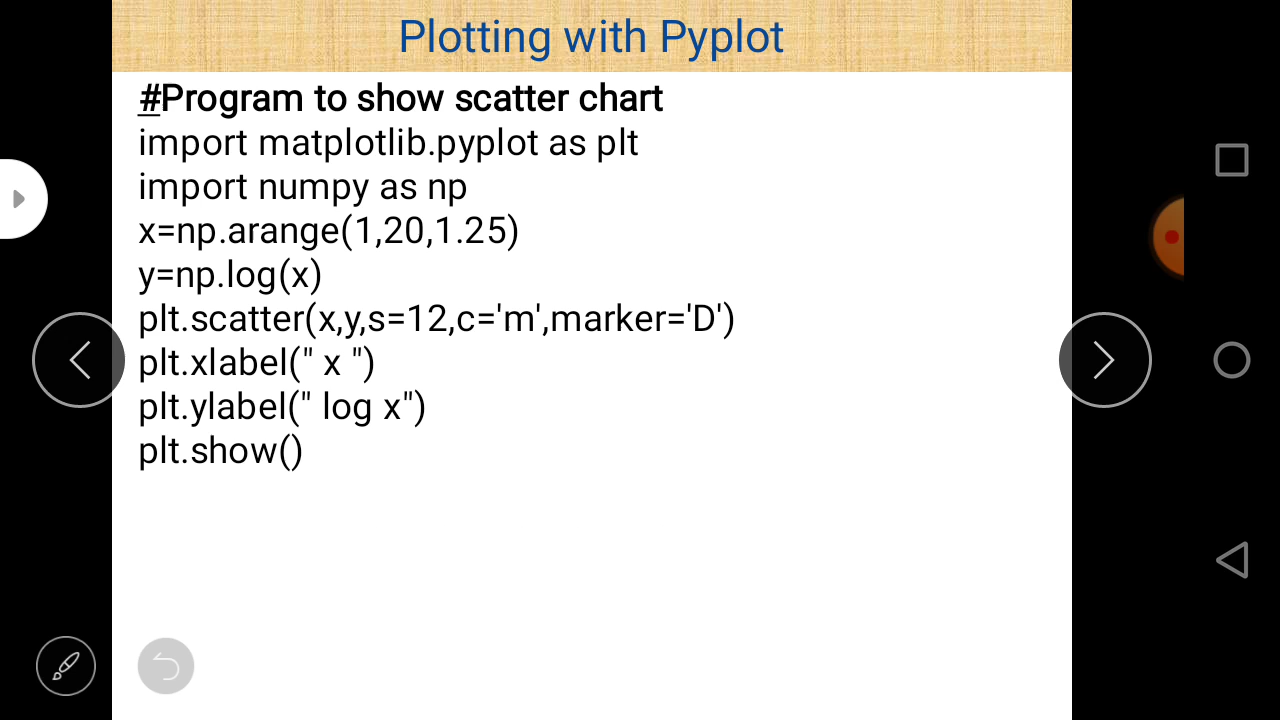 Plotting with Pyplot
#Program to show scatter chart
import matplotlib.pyplot as plt
import numpy as np
x=np.arange(1,20,1.25)
y=np.log(x)
plt.scatter(x,y,s=12,c='m',marker='D')
plt.xlabel(" x ")
plt.ylabel(" log x")
plt.show()